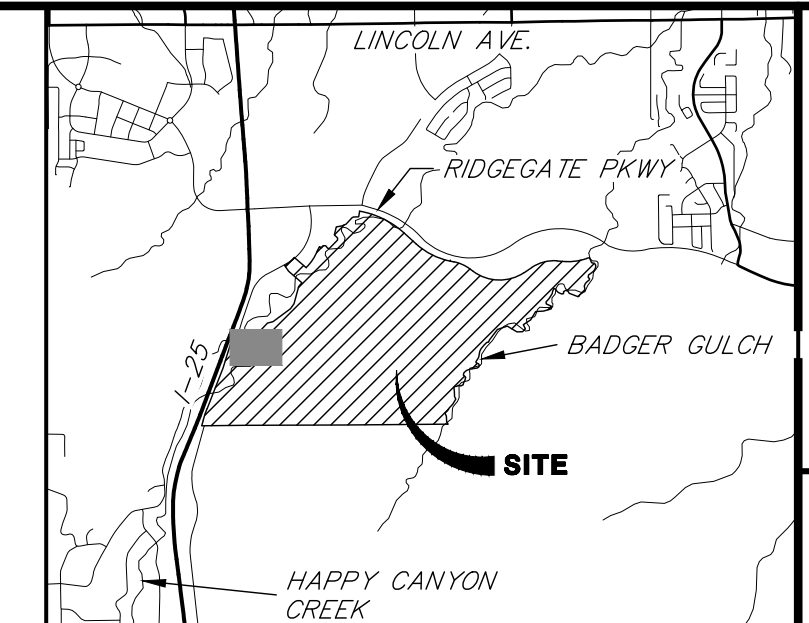 LINCOLN AVE.
RIDGEGATE PKWY
I-25
BADGER GULCH
SITE
HAPPY CANYON
CREEK